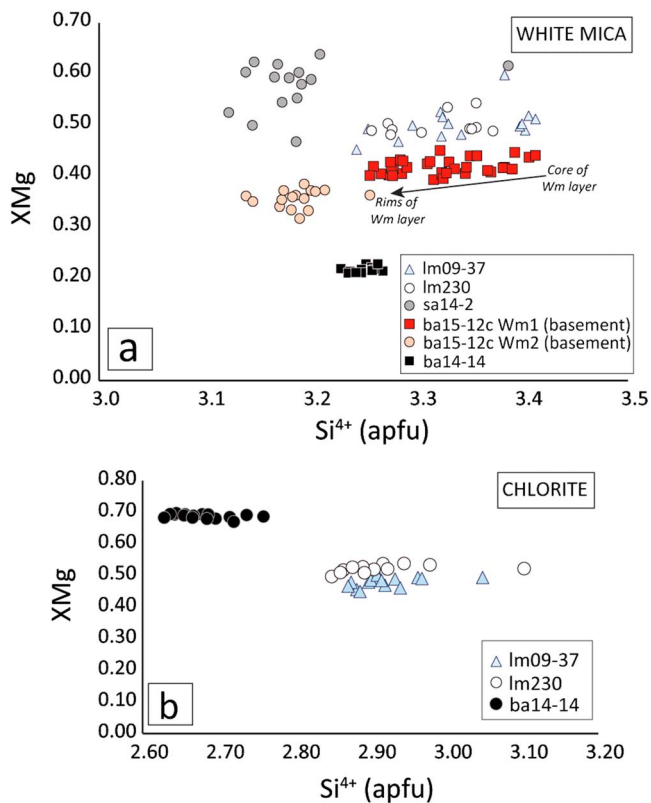 0.70
WHITE MICA
0.60
0.50
0.40
0.30
0.20
0.10
0.00
XMg
Core of
Wm layer
Rims of
Wm layer
lm09-37
lm230
sa14-2
ba15-12c Wm1 (basement)
ba15-12c Wm2 (basement)
ba14-14
a
3.0 3.1 3.2 3.3 3.4 3.5
Si⁴⁺ (apfu)
0.80
CHLORITE
0.70
0.60
0.50
0.40
0.30
0.20
0.10
0.00
XMg
lm09-37
lm230
ba14-14
b
2.60 2.70 2.80 2.90 3.00 3.10 3.20
Si⁴⁺ (apfu)